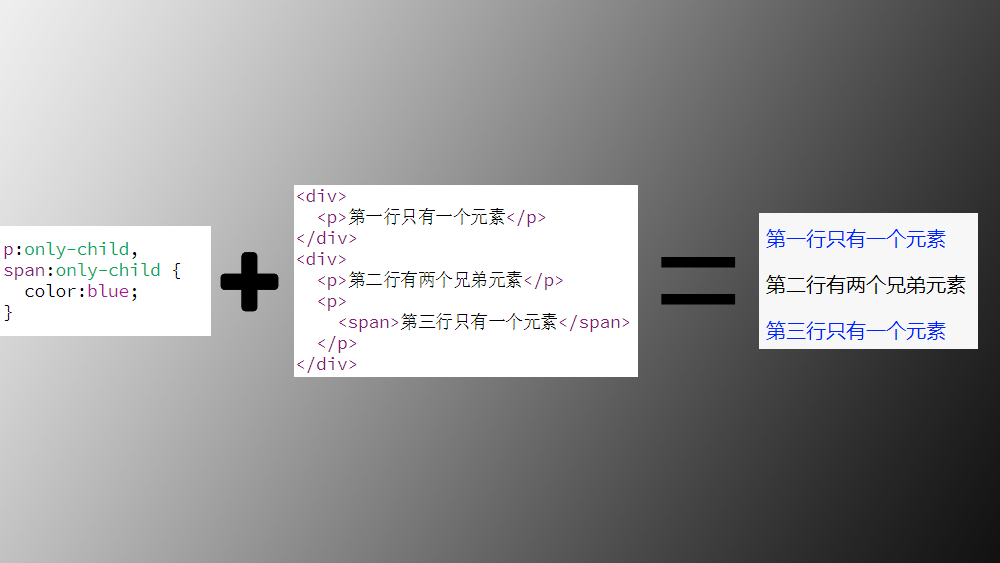 p:only-child,
span:only-child {
  color:blue;
}
<div>
  <p>第一行只有一个元素</p>
</div>
<div>
  <p>第二行有两个兄弟元素</p>
  <p>
    <span>第三行只有一个元素</span>
  </p>
</div>
第一行只有一个元素
第二行有两个兄弟元素
第三行只有一个元素